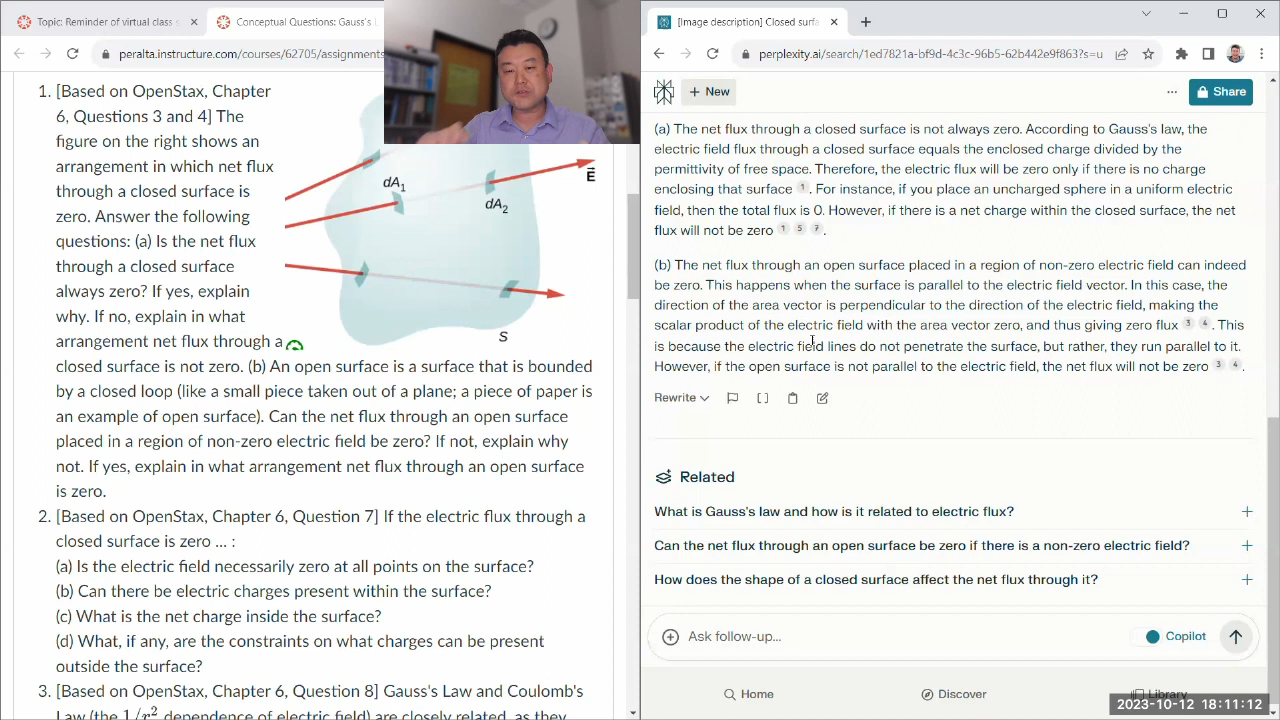 Topic: Reminder of virtual class s
Conceptual Questions: Gauss's L
[Image description] Closed surfa
peralta.instructure.com/courses/62705/assignments
perplexity.ai/search/1ed7821a-bf9d-4c3c-96b5-62b442e9f863?s=u
1. [Based on OpenStax, Chapter
6, Questions 3 and 4] The
figure on the right shows an
arrangement in which net flux
through a closed surface is
zero. Answer the following
questions: (a) Is the net flux
through a closed surface
always zero? If yes, explain
why. If no, explain in what
arrangement net flux through a
closed surface is not zero. (b) An open surface is a surface that is bounded
by a closed loop (like a small piece taken out of a plane; a piece of paper is
an example of open surface). Can the net flux through an open surface
placed in a region of non-zero electric field be zero? If not, explain why
not. If yes, explain in what arrangement net flux through an open surface
is zero.
dA1
dA2
E
S
2. [Based on OpenStax, Chapter 6, Question 7] If the electric flux through a
closed surface is zero ... :
(a) Is the electric field necessarily zero at all points on the surface?
(b) Can there be electric charges present within the surface?
(c) What is the net charge inside the surface?
(d) What, if any, are the constraints on what charges can be present
outside the surface?
3. [Based on OpenStax, Chapter 6, Question 8] Gauss's Law and Coulomb's
Law (the 1/r² dependence of electric field) are closely related, as they
New
Share
(a) The net flux through a closed surface is not always zero. According to Gauss's law, the
electric field flux through a closed surface equals the enclosed charge divided by the
permittivity of free space. Therefore, the electric flux will be zero only if there is no charge
enclosing that surface 1. For instance, if you place an uncharged sphere in a uniform electric
field, then the total flux is 0. However, if there is a net charge within the closed surface, the net
flux will not be zero 1 5 7.
(b) The net flux through an open surface placed in a region of non-zero electric field can indeed
be zero. This happens when the surface is parallel to the electric field vector. In this case, the
direction of the area vector is perpendicular to the direction of the electric field, making the
scalar product of the electric field with the area vector zero, and thus giving zero flux 3 4. This
is because the electric field lines do not penetrate the surface, but rather, they run parallel to it.
However, if the open surface is not parallel to the electric field, the net flux will not be zero 3 4.
Rewrite
Related
What is Gauss's law and how is it related to electric flux?
Can the net flux through an open surface be zero if there is a non-zero electric field?
How does the shape of a closed surface affect the net flux through it?
Ask follow-up...
Copilot
Home
Discover
Library
2023-10-12 18:11:12